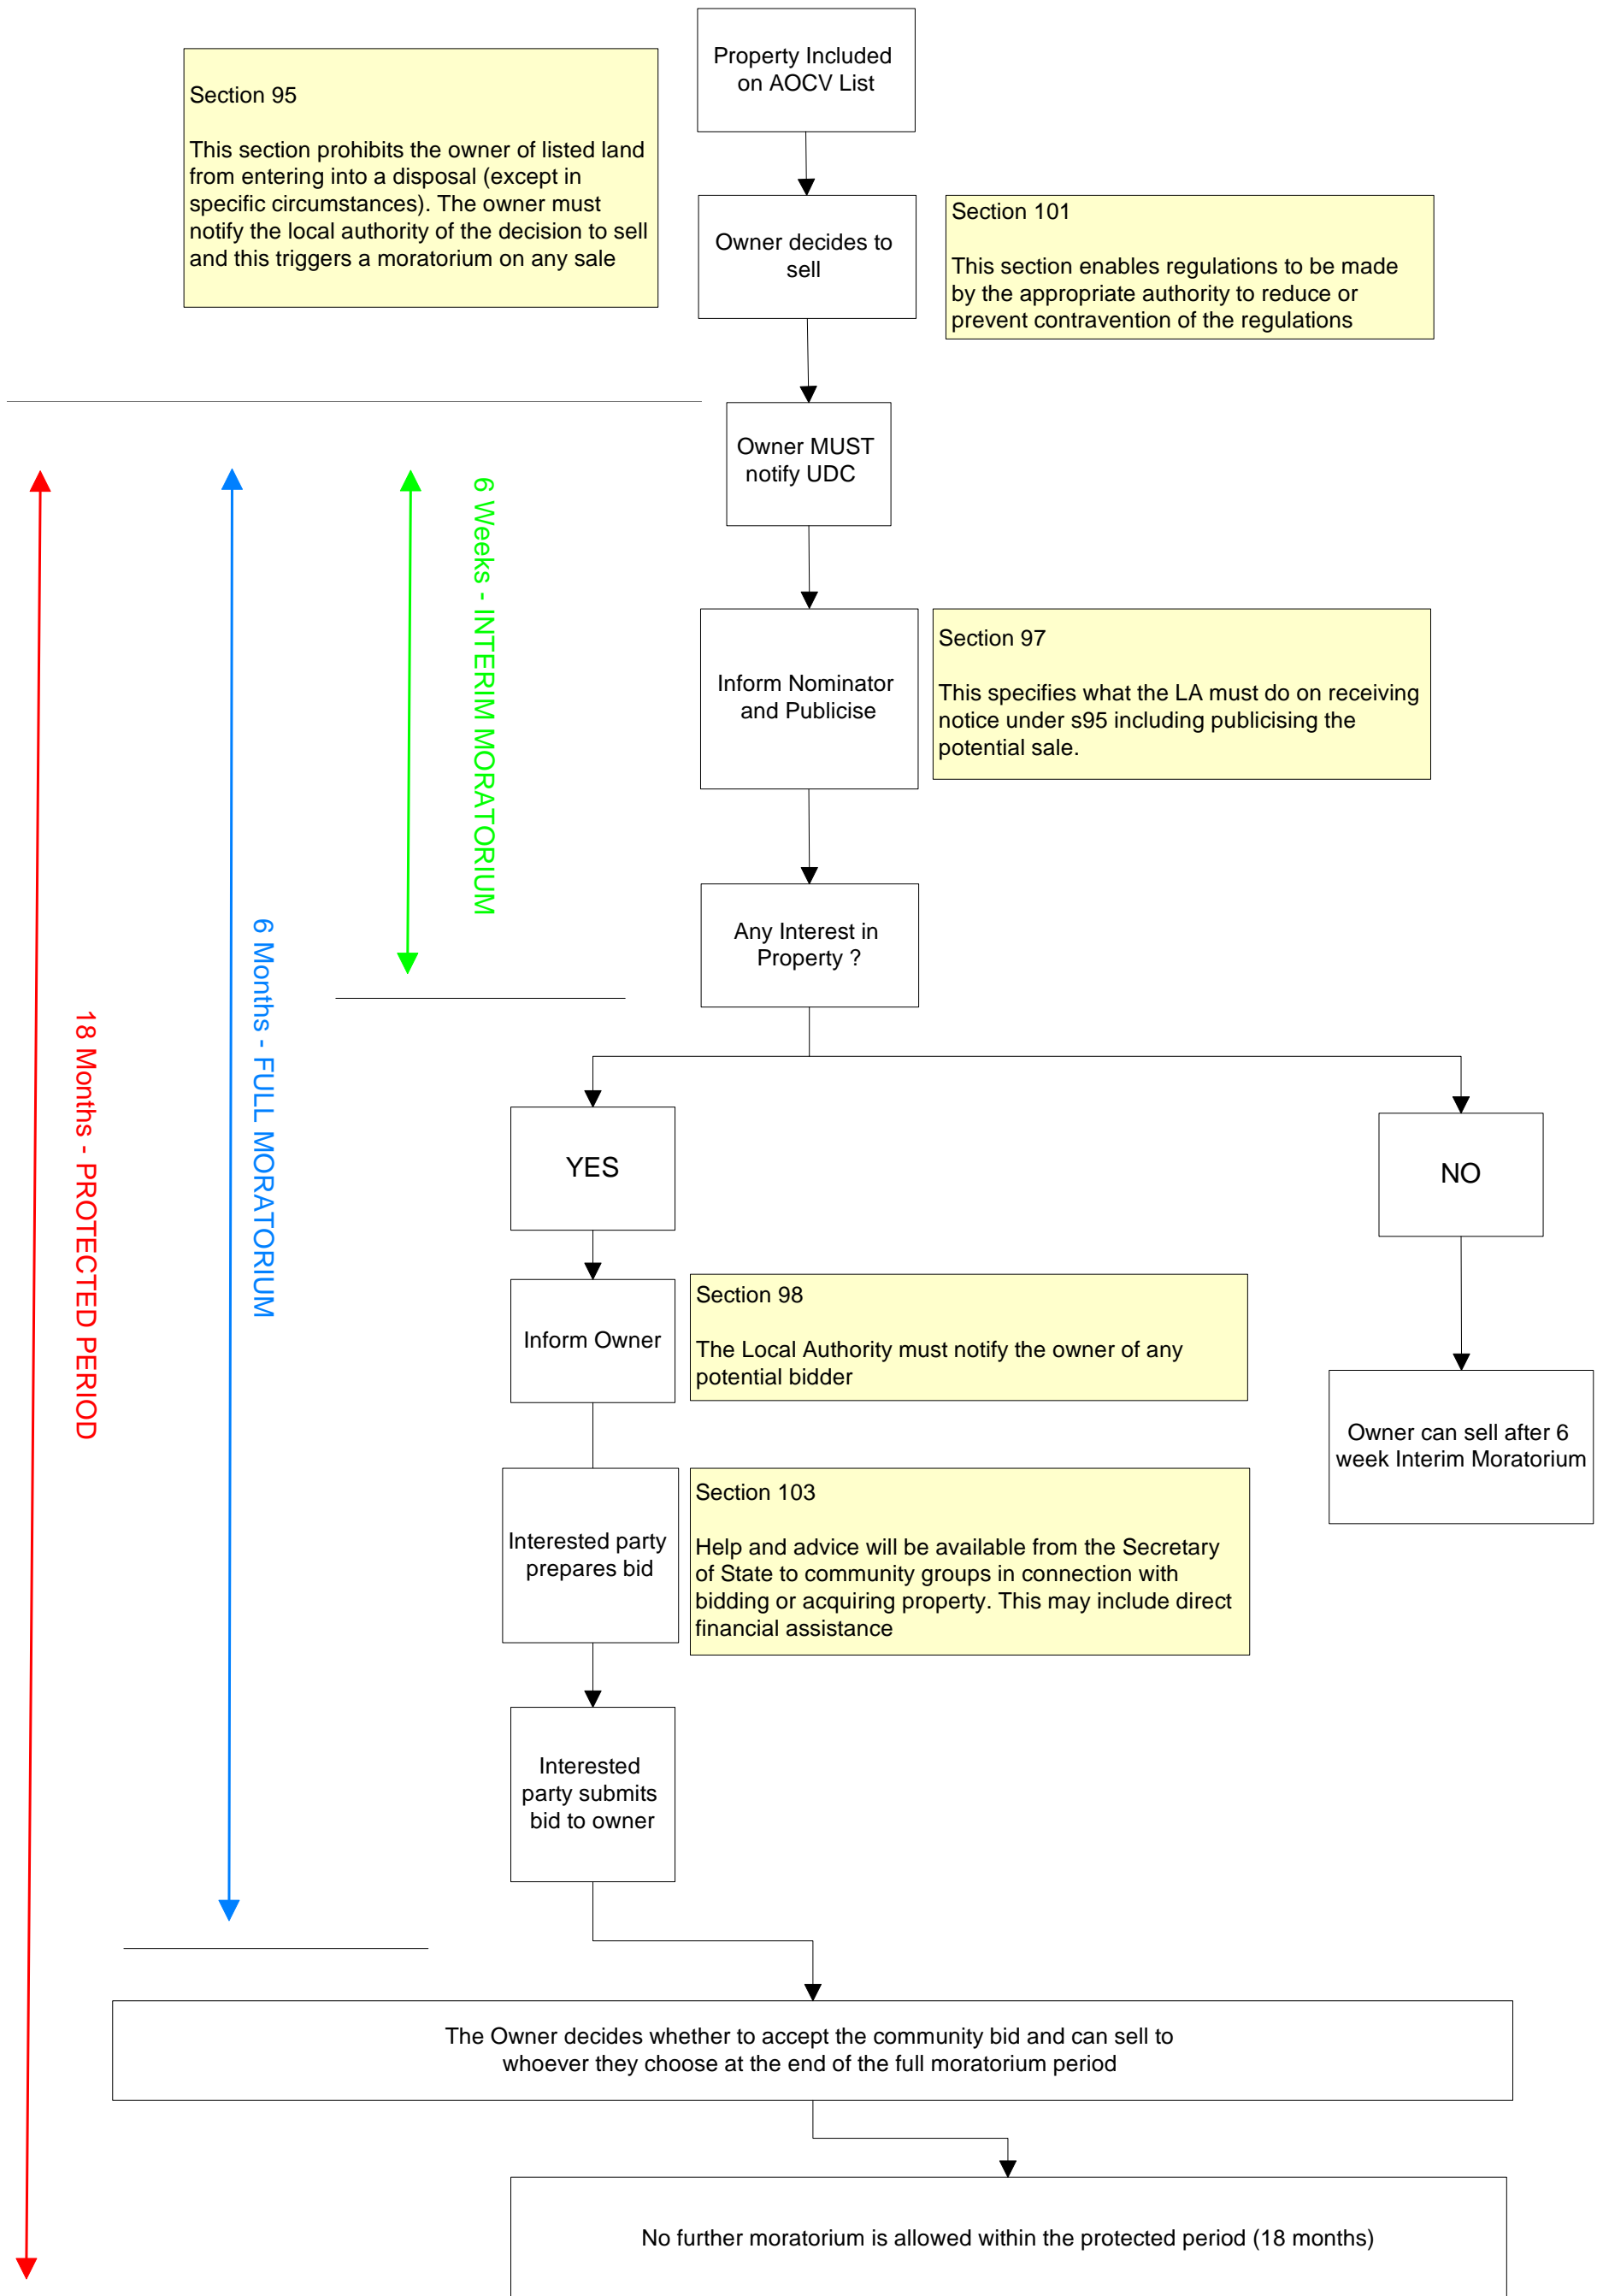 Property Included
on AOCV List
Section 95
This section prohibits the owner of listed land
from entering into a disposal (except in
specific circumstances). The owner must
notify the local authority of the decision to sell
and this triggers a moratorium on any sale
Owner decides to
sell
Section 101
This section enables regulations to be made
by the appropriate authority to reduce or
prevent contravention of the regulations
Owner MUST
notify UDC
6 Weeks - INTERIM MORATORIUM
6 Months - FULL MORATORIUM
18 Months - PROTECTED PERIOD
Inform Nominator
and Publicise
Section 97
This specifies what the LA must do on receiving
notice under s95 including publicising the
potential sale.
Any Interest in
Property ?
YES
NO
Inform Owner
Section 98
The Local Authority must notify the owner of any
potential bidder
Owner can sell after 6
week Interim Moratorium
Interested party
prepares bid
Section 103
Help and advice will be available from the Secretary
of State to community groups in connection with
bidding or acquiring property. This may include direct
financial assistance
Interested
party submits
bid to owner
The Owner decides whether to accept the community bid and can sell to
whoever they choose at the end of the full moratorium period
No further moratorium is allowed within the protected period (18 months)